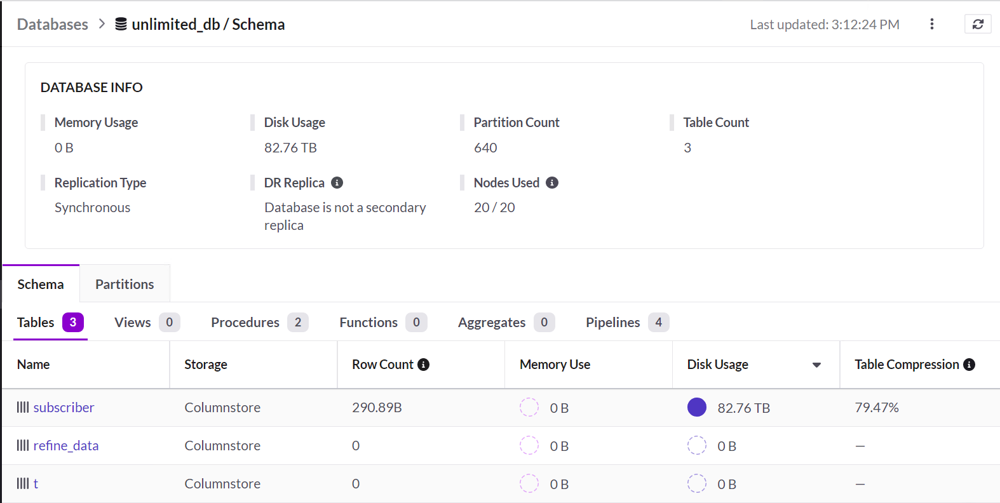 Databases > unlimited_db / Schema Last updated: 3:12:24 PM
DATABASE INFO
Memory Usage Disk Usage Partition Count Table Count
0 B 82.76 TB 640 3
Replication Type DR Replica Nodes Used
Synchronous Database is not a secondary 20 / 20
replica
Schema Partitions
Tables 3 Views 0 Procedures 2 Functions 0 Aggregates 0 Pipelines 4
Name Storage Row Count Memory Use Disk Usage Table Compression
subscriber Columnstore 290.89B 0 B 82.76 TB 79.47%
refine_data Columnstore 0 0 B 0 B —
t Columnstore 0 0 B 0 B —